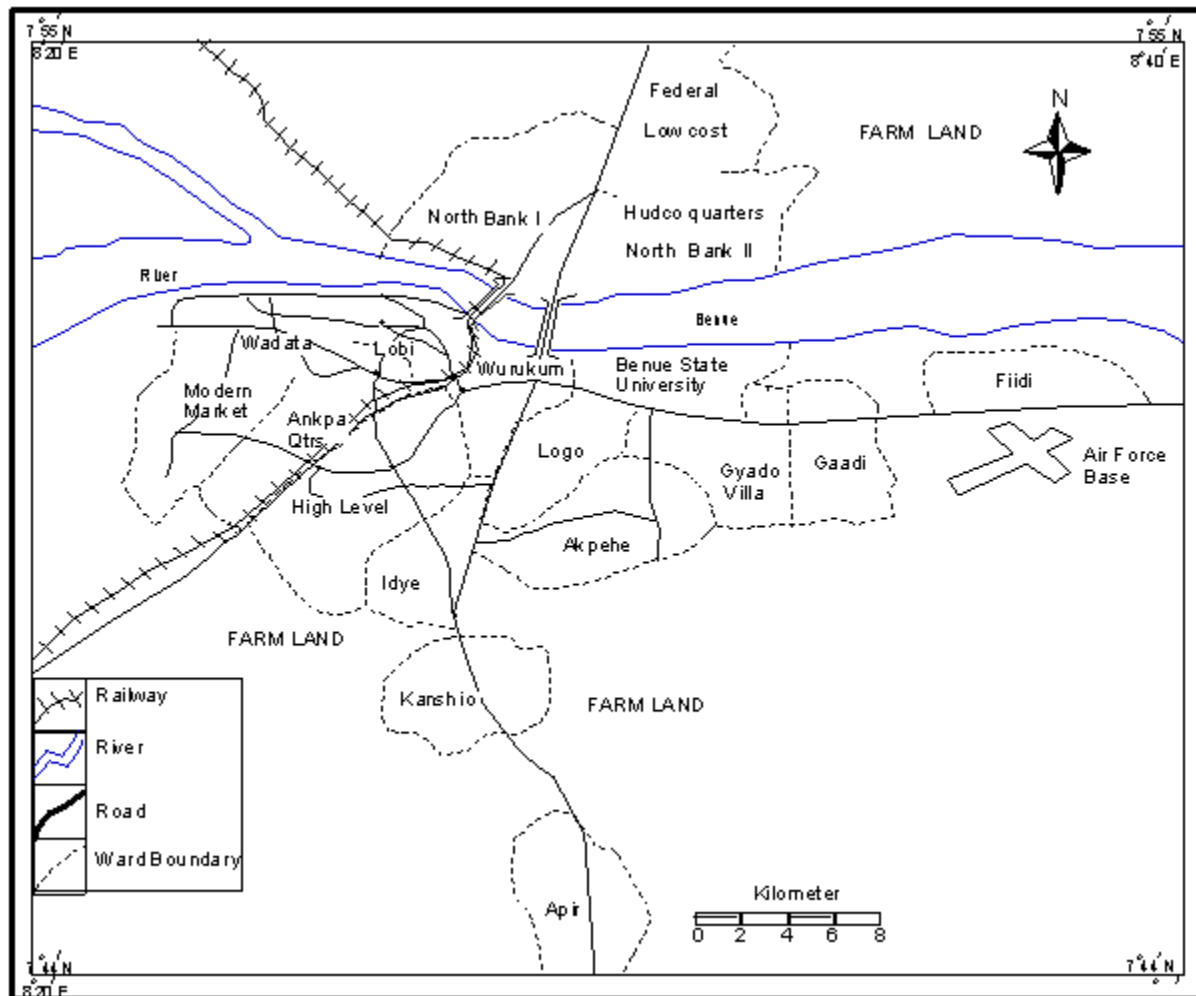 7° 55' N
8° 20' E
7° 55' N
8° 40' E
Federal
Low cost
FARM LAND
N
North Bank I
Hudco quarters
North Bank II
River
Benue
Wadata
Lobi
Wurukum
Benue State
University
Fiidi
Modern
Market
Ankpa
Qtrs
Logo
Gyado
Villa
Gaadi
Air Force
Base
High Level
Akpehe
Idye
FARM LAND
Kanshio
FARM LAND
Railway
River
Road
Ward Boundary
Apir
Kilometer
0 2 4 6 8
7° 44' N
8° 20' E
7° 44' N